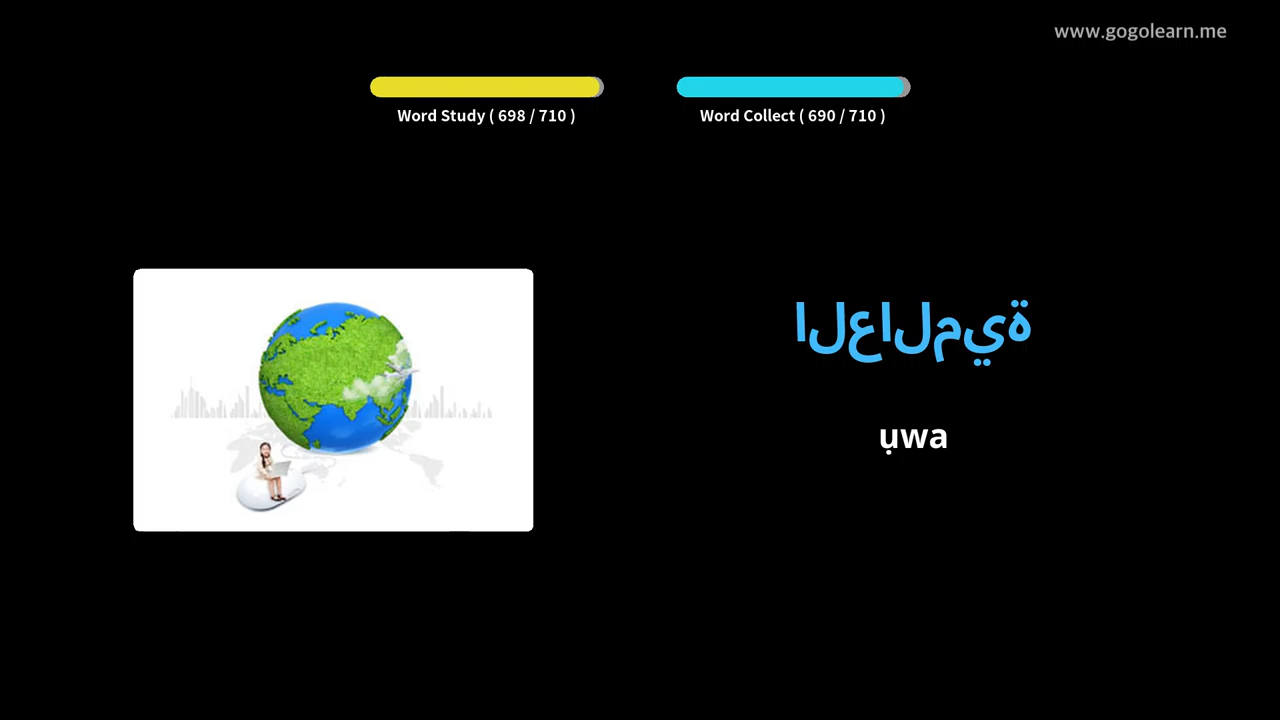 www.gogolearn.me
Word Study ( 698 / 710 )
Word Collect ( 690 / 710 )
العالمية
ụwa